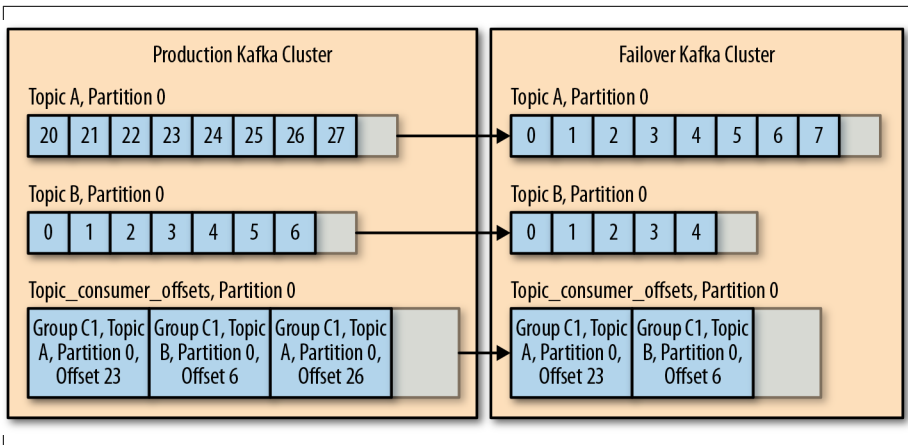 Production Kafka Cluster
Topic A, Partition 0
20 21 22 23 24 25 26 27
Topic B, Partition 0
0 1 2 3 4 5 6
Topic_consumer_offsets, Partition 0
Group C1, Topic
A, Partition 0,
Offset 23
Group C1, Topic
B, Partition 0,
Offset 6
Group C1, Topic
A, Partition 0,
Offset 26
Failover Kafka Cluster
Topic A, Partition 0
0 1 2 3 4 5 6 7
Topic B, Partition 0
0 1 2 3 4
Topic_consumer_offsets, Partition 0
Group C1, Topic
A, Partition 0,
Offset 23
Group C1, Topic
B, Partition 0,
Offset 6